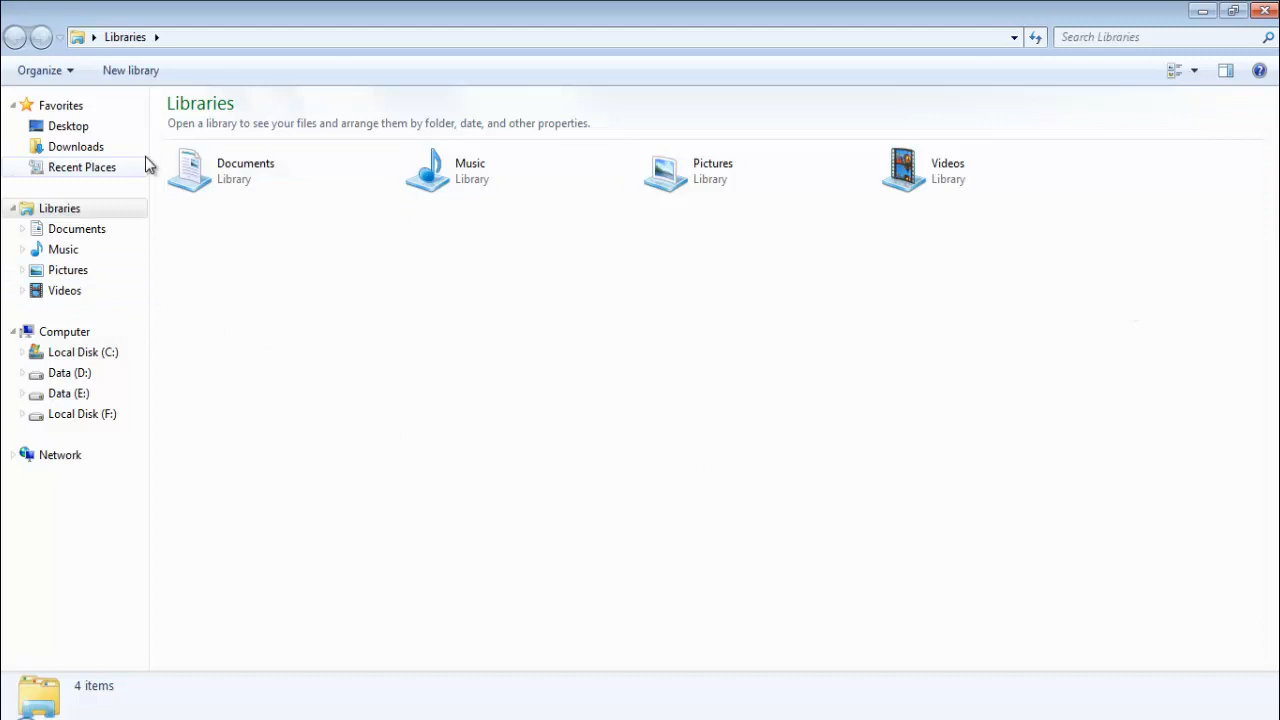 Libraries
Search Libraries
Organize
New library
Favorites
Desktop
Downloads
Recent Places
Libraries
Documents
Music
Pictures
Videos
Computer
Local Disk (C:)
Data (D:)
Data (E:)
Local Disk (F:)
Network
Libraries
Open a library to see your files and arrange them by folder, date, and other properties.
Documents
Library
Music
Library
Pictures
Library
Videos
Library
4 items